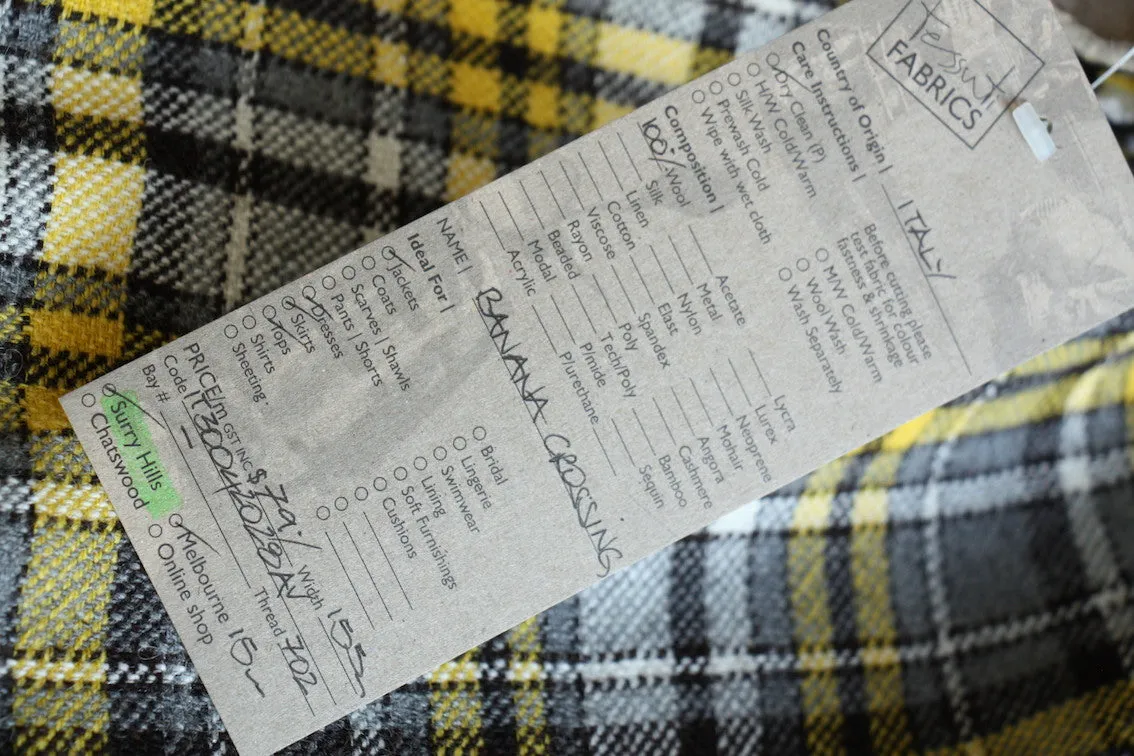 Tessuti
FABRICS
Country of Origin | ITALY
Care Instructions |
Dry Clean (P)
H/W Cold/Warm
Silk Wash
Prewash Cold
Wipe with wet cloth
Before cutting please
test fabric for colour
fastness & shrinkage
M/W Cold/Warm
Wool Wash
Wash Separately
Composition |
100% Wool
Silk
Linen
Cotton
Viscose
Rayon
Beaded
Modal
Acrylic
Acetate
Metal
Nylon
Elast
Spandex
Poly
Tech/Poly
P/mide
P/urethane
Lycra
Lurex
Neoprene
Mohair
Angora
Cashmere
Bamboo
Sequin
NAME | BANANA CROSSING
Ideal For |
Jackets
Coats
Scarves | Shawls
Pants | Shorts
Dresses
Skirts
Tops
Shirts
Sheeting
Bridal
Lingerie
Swimwear
Lining
Soft Furnishings
Cushions
PRICE/m GST INC $79/ Width 155
Code | Thread 702
Bay #
Surry Hills
Chatswood
Melbourne 15m
Online shop